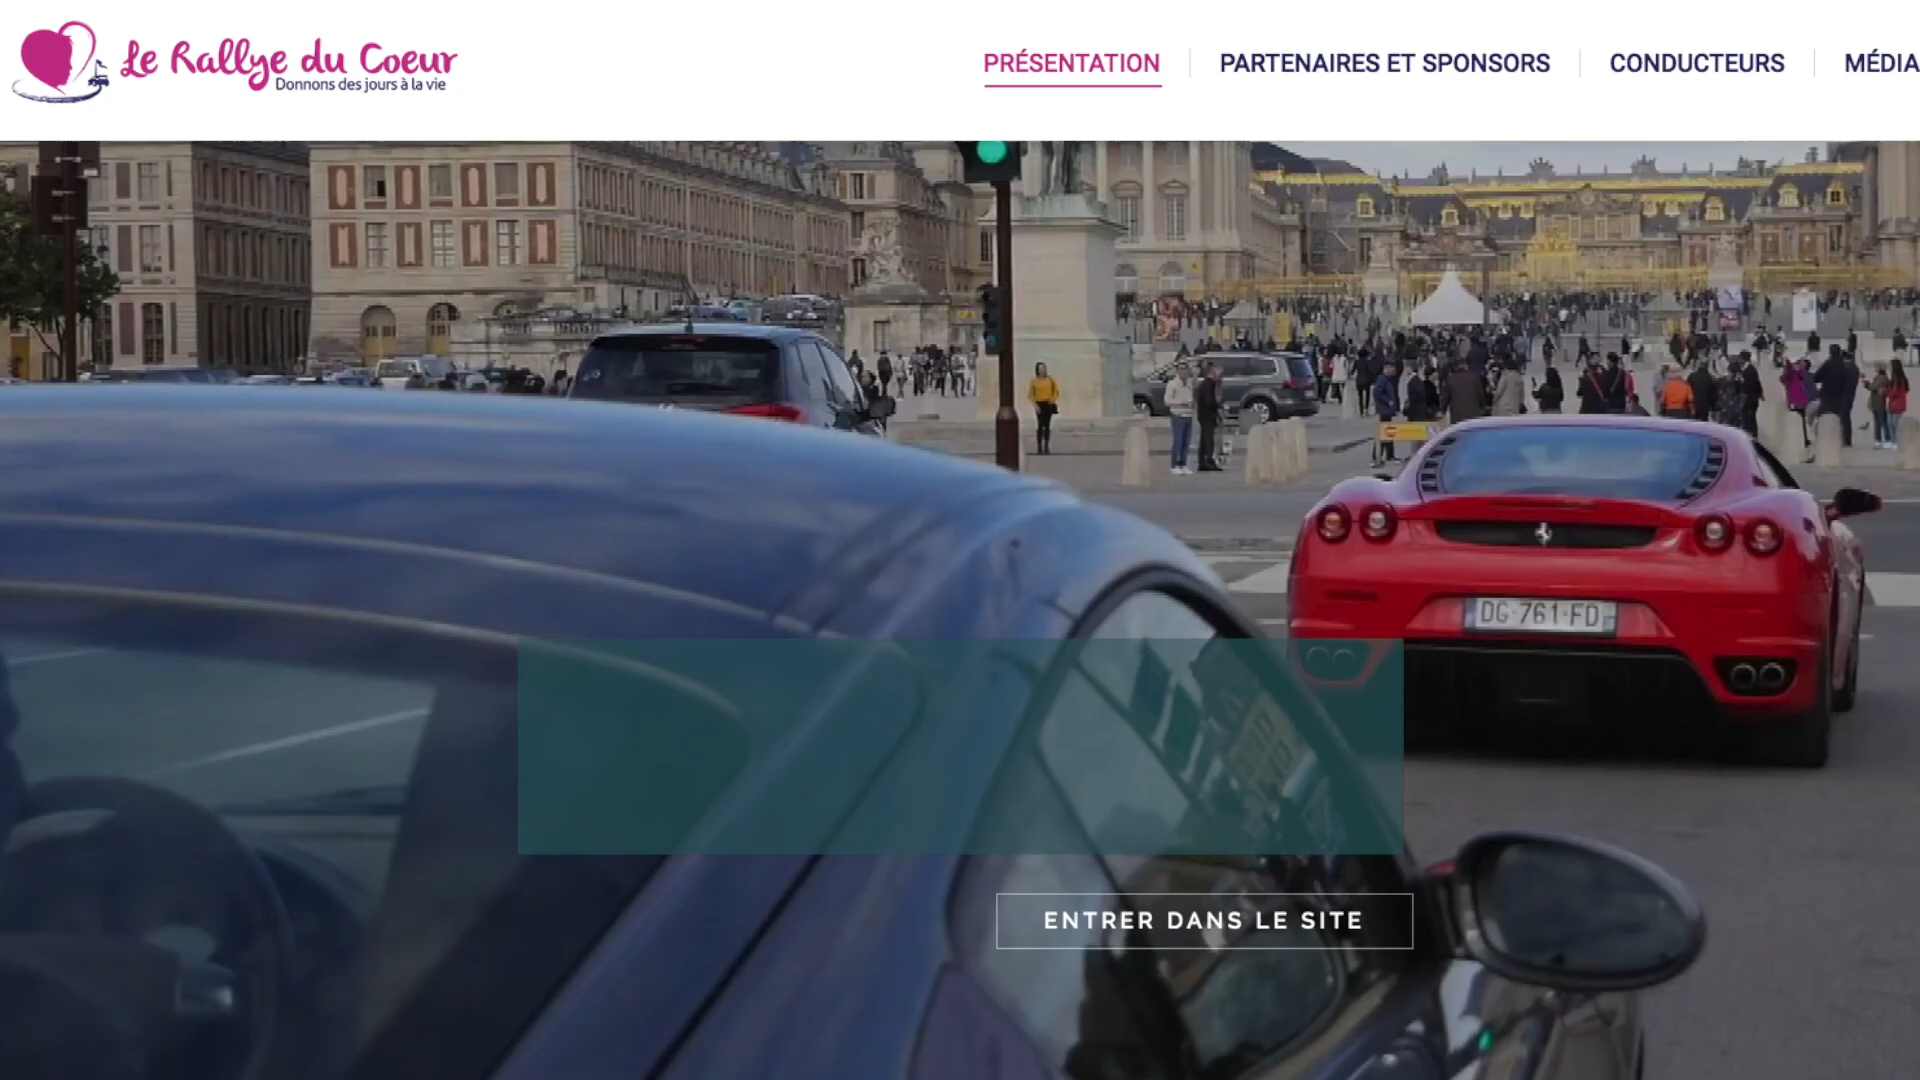 Le Rallye du Coeur
Donnons des jours à la vie
PRÉSENTATION
PARTENAIRES ET SPONSORS
CONDUCTEURS
MÉDIA
DG-761-FD
ENTRER DANS LE SITE